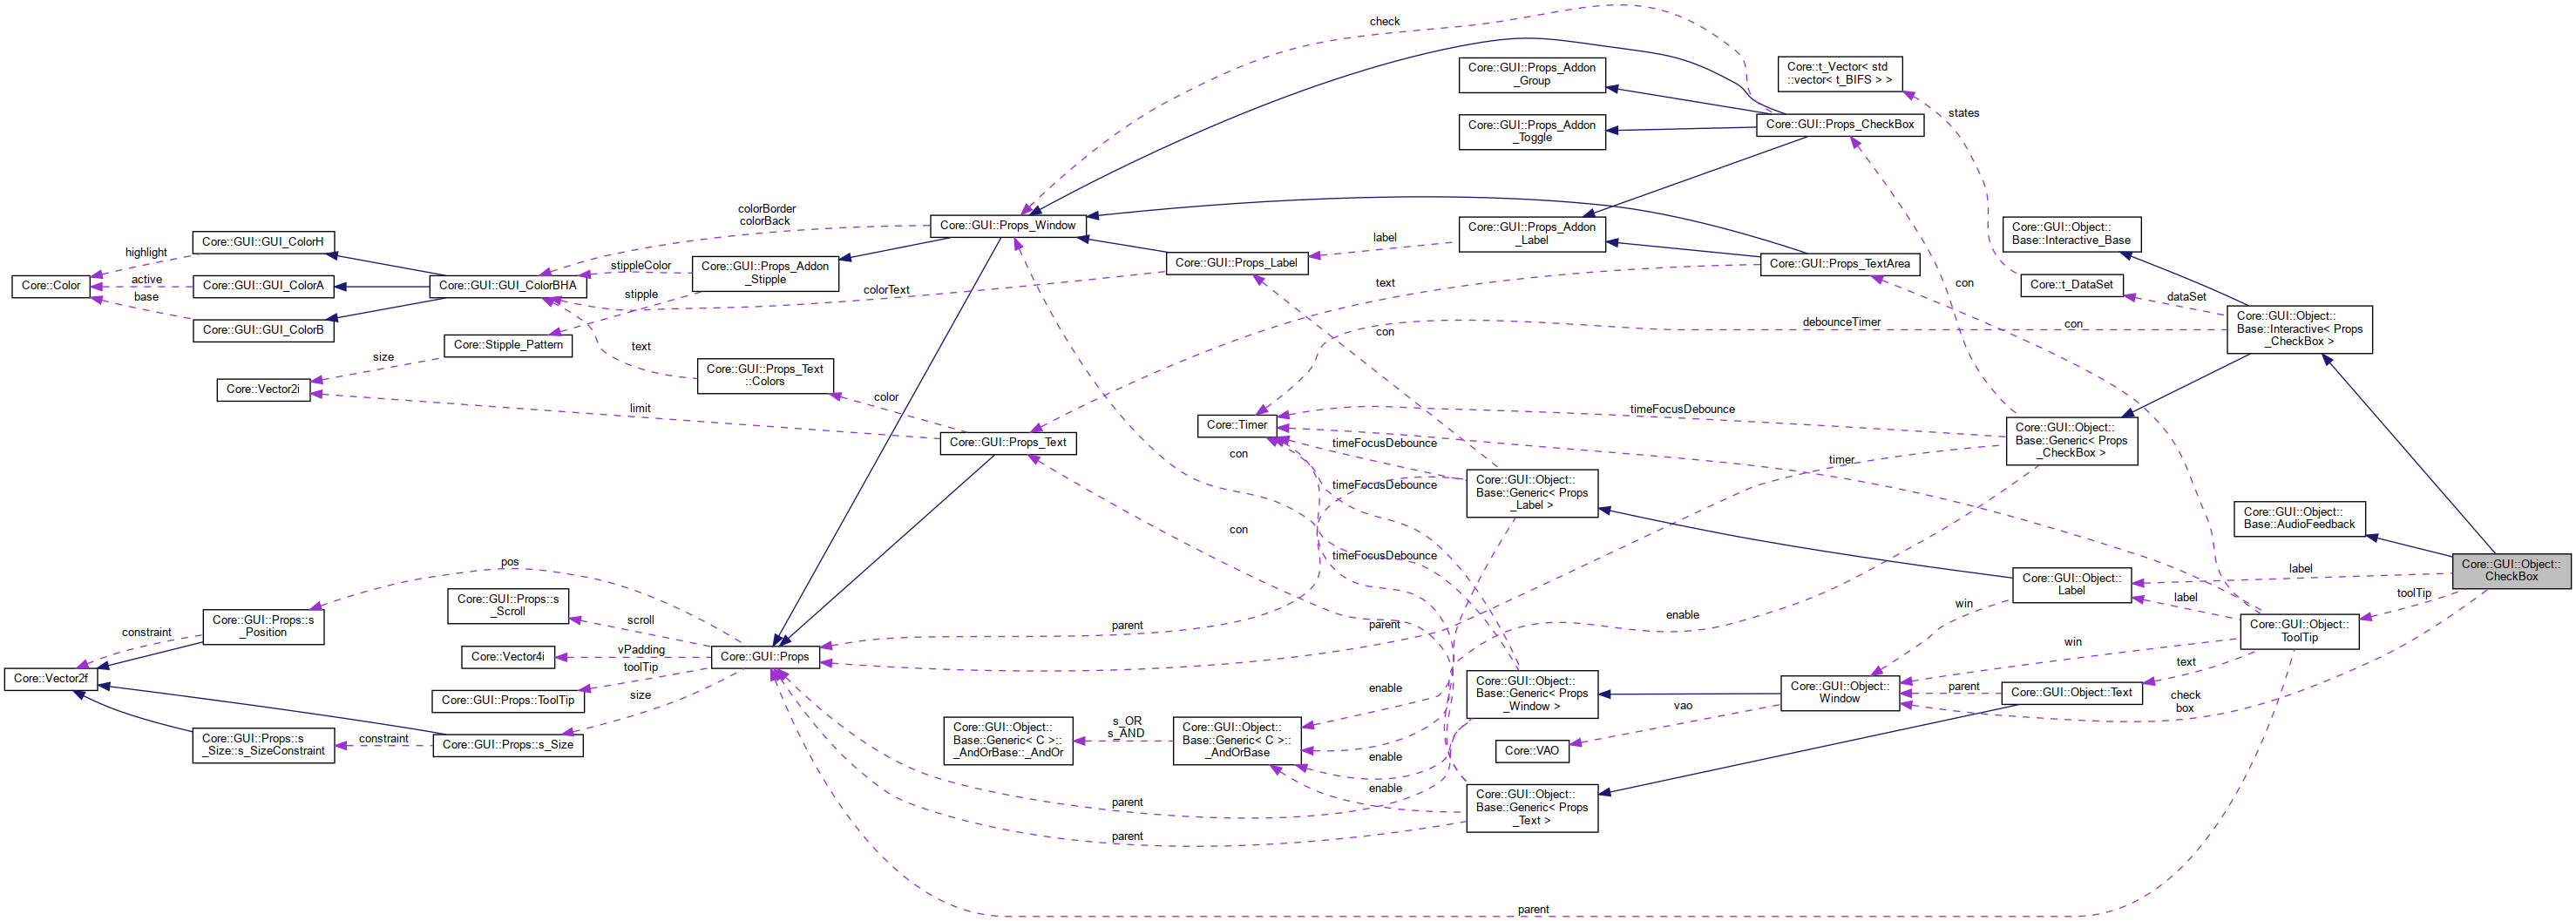 check
Core::GUI::Props_Addon
_Group
Core::t_Vector< std
::vector< t_BIFS > >
states
Core::GUI::Props_Addon
_Toggle
Core::GUI::Props_CheckBox
colorBorder
colorBack
Core::GUI::Props_Window
Core::GUI::Props_Addon
_Label
Core::GUI::Object::
Base::Interactive_Base
highlight
Core::GUI::GUI_ColorH
label
stippleColor
Core::GUI::Props_Addon
_Stipple
Core::GUI::Props_Label
Core::GUI::Props_TextArea
Core::Color
active
base
Core::GUI::GUI_ColorA
Core::GUI::GUI_ColorBHA
stipple
colorText
text
con
Core::t_DataSet
dataSet
Core::GUI::GUI_ColorB
con
debounceTimer
con
Core::GUI::Object::
Base::Interactive< Props
_CheckBox >
size
Core::Stipple_Pattern
text
Core::Vector2i
Core::GUI::Props_Text
::Colors
limit
color
Core::GUI::Props_Text
Core::Timer
timeFocusDebounce
timeFocusDebounce
con
timer
Core::GUI::Object::
Base::Generic< Props
_CheckBox >
timeFocusDebounce
Core::GUI::Object::
Base::Generic< Props
_Label >
con
timeFocusDebounce
Core::GUI::Object::
Base::AudioFeedback
pos
Core::GUI::Object::
CheckBox
label
Core::GUI::Object::
Label
toolTip
label
win
Core::GUI::Props::s
_Scroll
scroll
Core::GUI::Props::s
_Position
constraint
parent
parent
enable
Core::GUI::Object::
ToolTip
Core::Vector2f
Core::Vector4i
vPadding
toolTip
Core::GUI::Props
win
text
Core::GUI::Props::ToolTip
size
enable
Core::GUI::Object::
Base::Generic< Props
_Window >
Core::GUI::Object::
Window
parent
Core::GUI::Object::Text
check
box
vao
Core::GUI::Props::s
_Size::s_SizeConstraint
constraint
Core::GUI::Props::s_Size
Core::GUI::Object::
Base::Generic< C >::
_AndOrBase::_AndOr
s_OR
s_AND
Core::GUI::Object::
Base::Generic< C >::
_AndOrBase
Core::VAO
enable
enable
Core::GUI::Object::
Base::Generic< Props
_Text >
parent
parent
parent